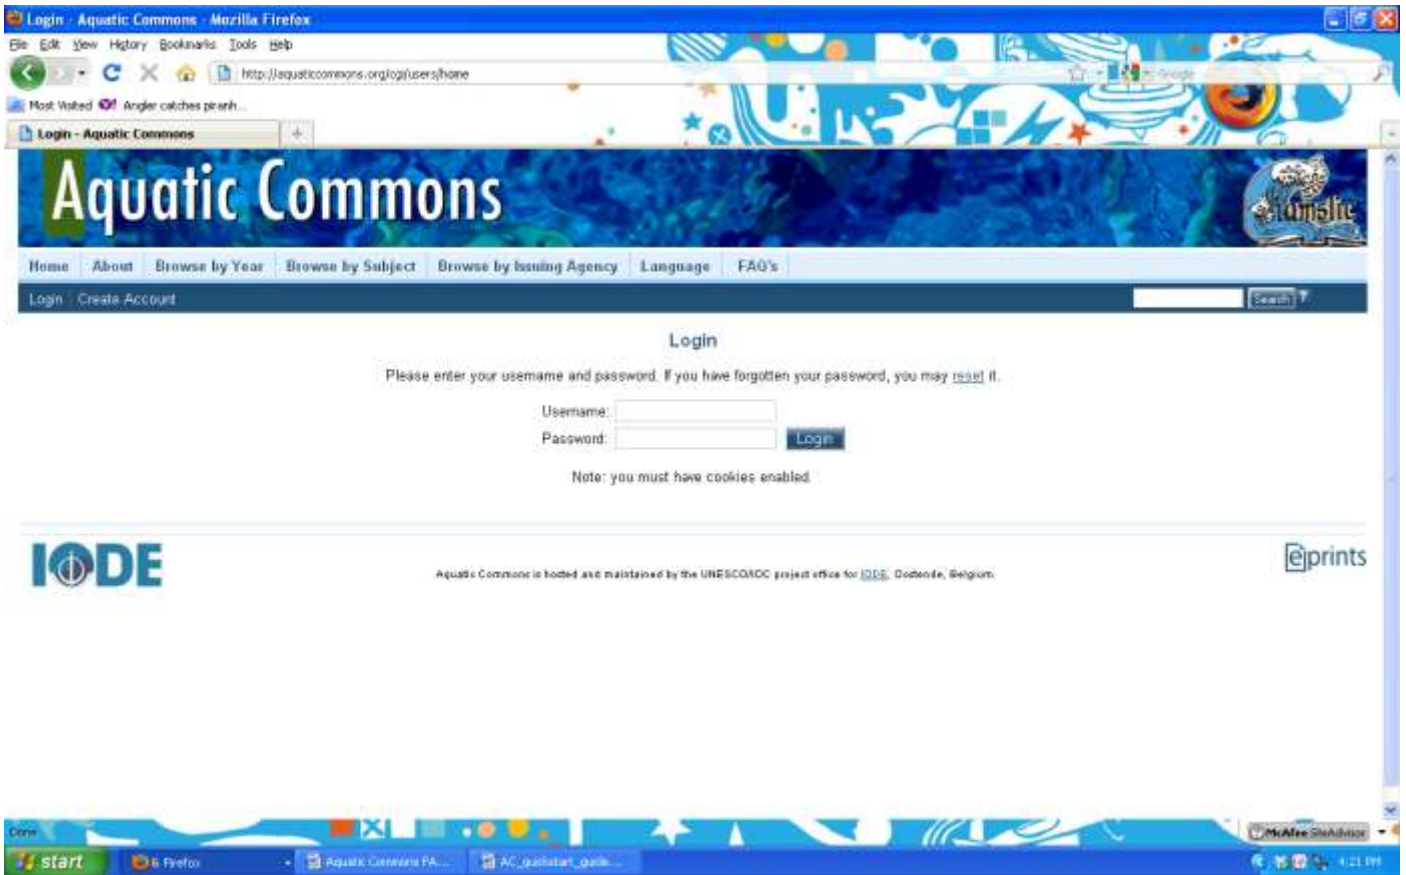 Login - Aquatic Commons - Mozilla Firefox
File Edit View History Bookmarks Tools Help
http://aquaticcommons.org/cgi/users/home
Google
Most Visited Angler catches piranh...
Login - Aquatic Commons
Aquatic Commons
iamslic
Home About Browse by Year Browse by Subject Browse by Issuing Agency Language FAQ's
Login Create Account Search
Login
Please enter your username and password. If you have forgotten your password, you may reset it.
Username:
Password: Login
Note: you must have cookies enabled.
IODE
eprints
Aquatic Commons is hosted and maintained by the UNESCO/IOC project office for IODE, Oostende, Belgium.
Done
McAfee SiteAdvisor
start 6 Firefox Aquatic Commons FA... AC_quickstart_guide... 4:21 PM